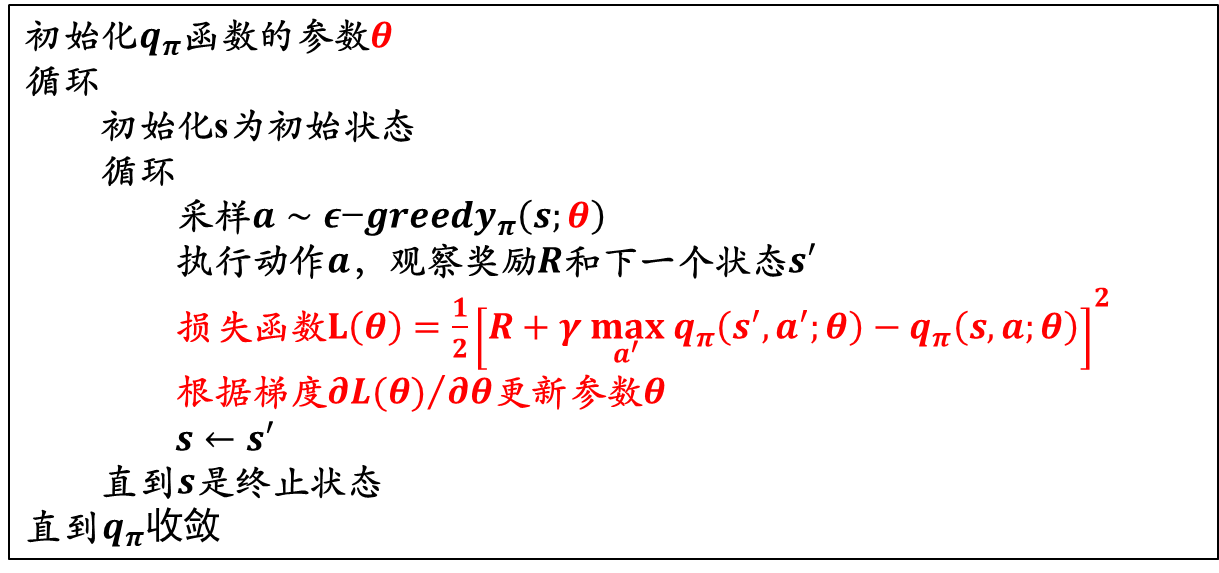 初始化qπ函数的参数θ
循环
初始化s为初始状态
循环
采样a ~ ϵ−greedyπ(s; θ)
执行动作a，观察奖励R和下一个状态s′
损失函数L(θ) = 1/2[R + γ max_a′ qπ(s′, a′; θ) − qπ(s, a; θ)]²
根据梯度∂L(θ)/∂θ更新参数θ
s ← s′
直到s是终止状态
直到qπ收敛